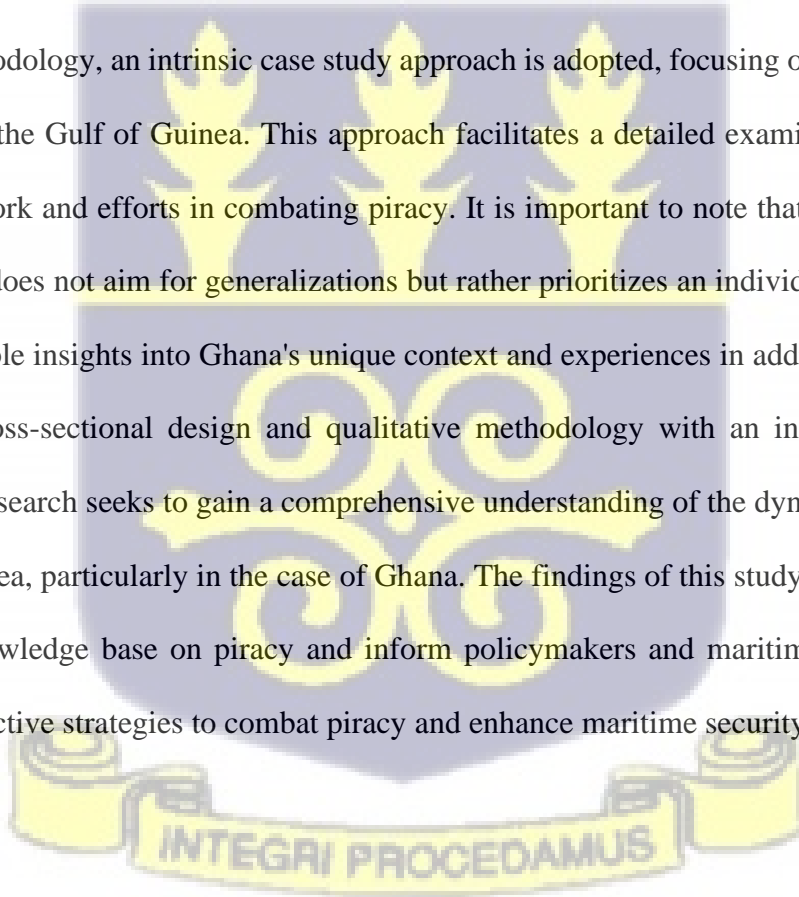 odology, an intrinsic case study approach is adopted, focusing o
the Gulf of Guinea. This approach facilitates a detailed exami
ork and efforts in combating piracy. It is important to note that
does not aim for generalizations but rather prioritizes an individ
ble insights into Ghana's unique context and experiences in add
oss-sectional design and qualitative methodology with an in
search seeks to gain a comprehensive understanding of the dyn
ea, particularly in the case of Ghana. The findings of this study
wledge base on piracy and inform policymakers and maritim
ctive strategies to combat piracy and enhance maritime security
INTEGRI PROCEDAMUS